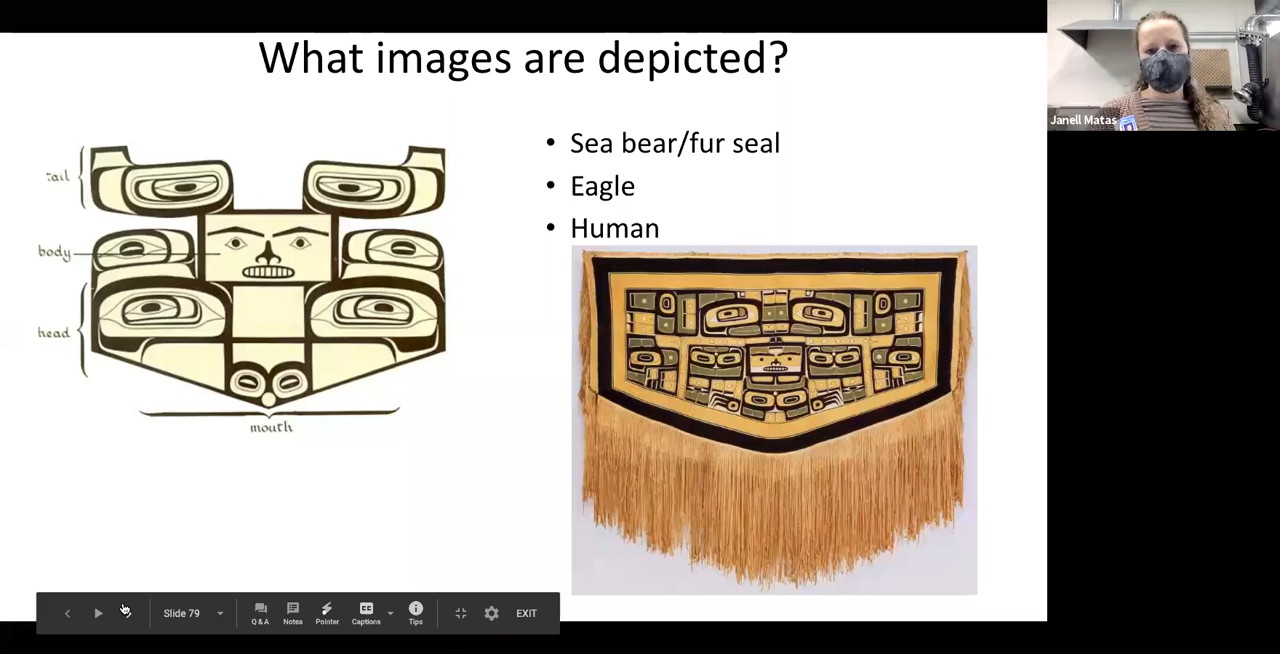 What images are depicted?
Janell Matas
• Sea bear/fur seal
• Eagle
• Human
tail
body
head
mouth
Slide 79
Q & A
Notes
Pointer
Captions
Tips
EXIT